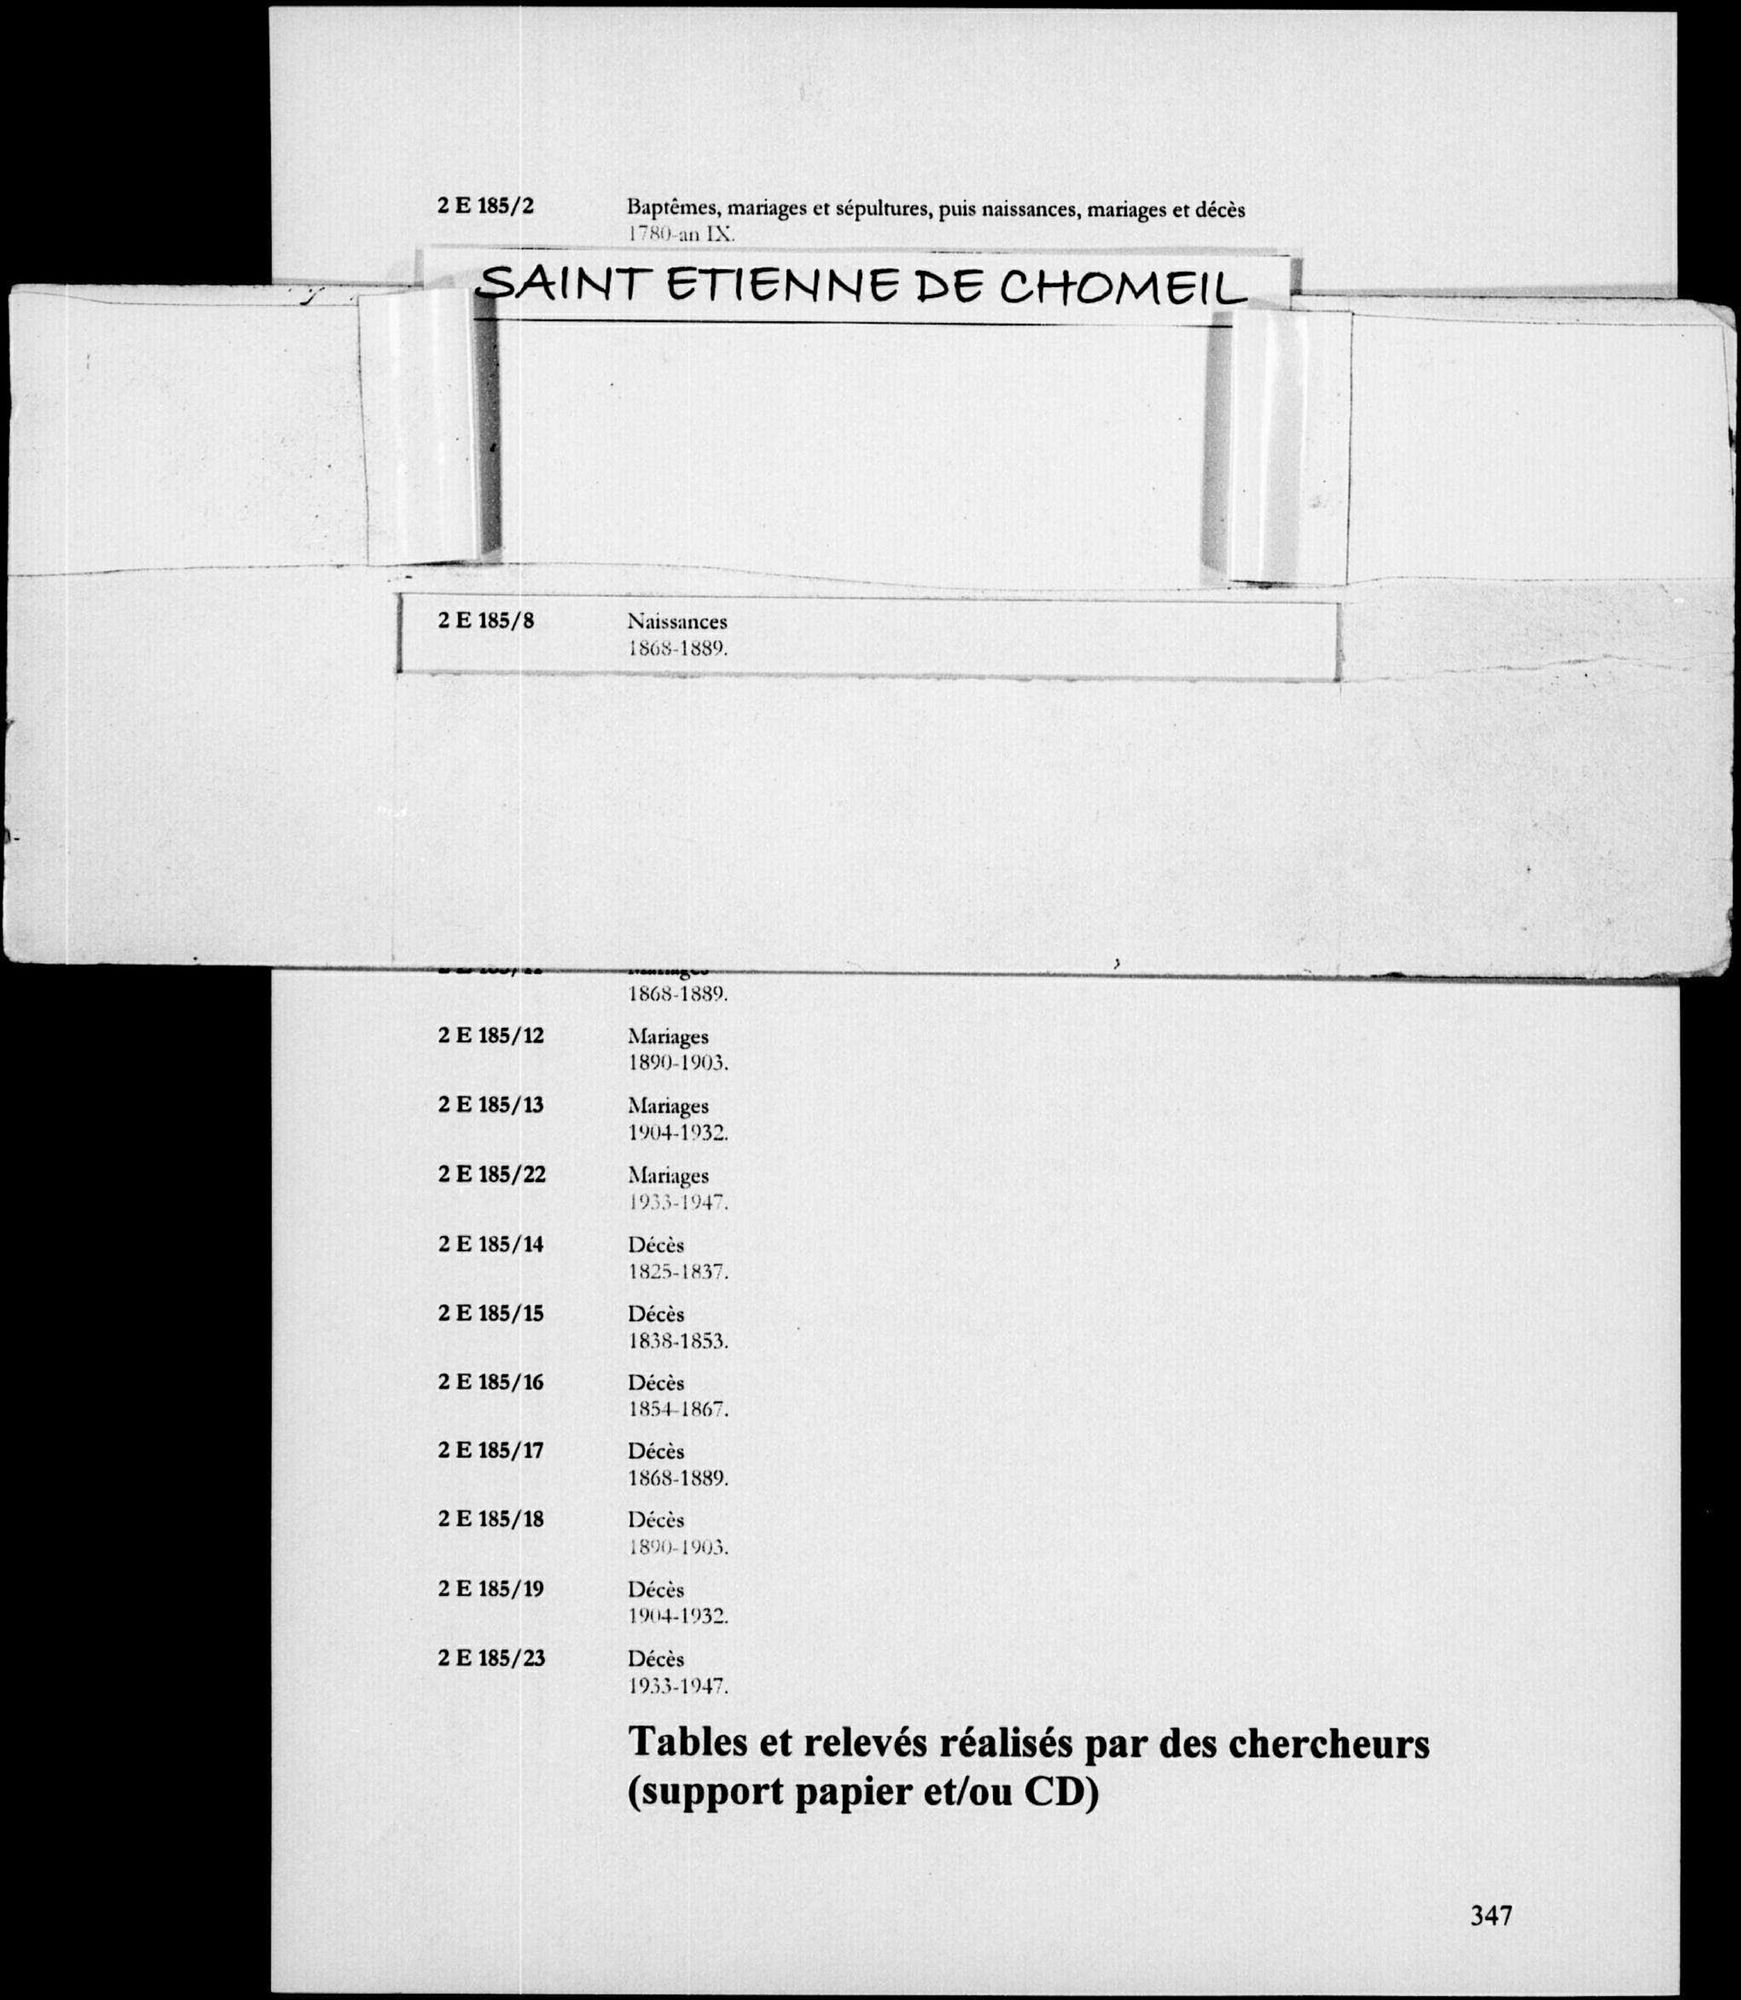 2 E 185/2 Baptêmes, mariages et sépultures, puis naissances, mariages et décès
1780-an IX.
SAINT ETIENNE DE CHOMEIL
2 E 185/8 Naissances
1868-1889.
Mariages
1868-1889.
2 E 185/12 Mariages
1890-1903.
2 E 185/13 Mariages
1904-1932.
2 E 185/22 Mariages
1933-1947.
2 E 185/14 Décès
1825-1837.
2 E 185/15 Décès
1838-1853.
2 E 185/16 Décès
1854-1867.
2 E 185/17 Décès
1868-1889.
2 E 185/18 Décès
1890-1903.
2 E 185/19 Décès
1904-1932.
2 E 185/23 Décès
1933-1947.
Tables et relevés réalisés par des chercheurs
(support papier et/ou CD)
347